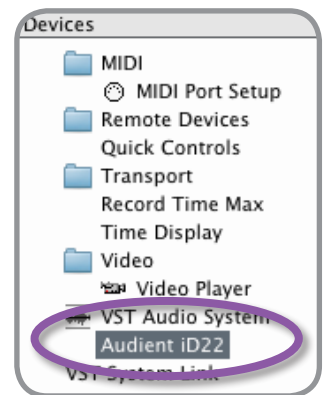 Devices
MIDI
MIDI Port Setup
Remote Devices
Quick Controls
Transport
Record Time Max
Time Display
Video
Video Player
VST Audio System
Audient iD22
VST System Link